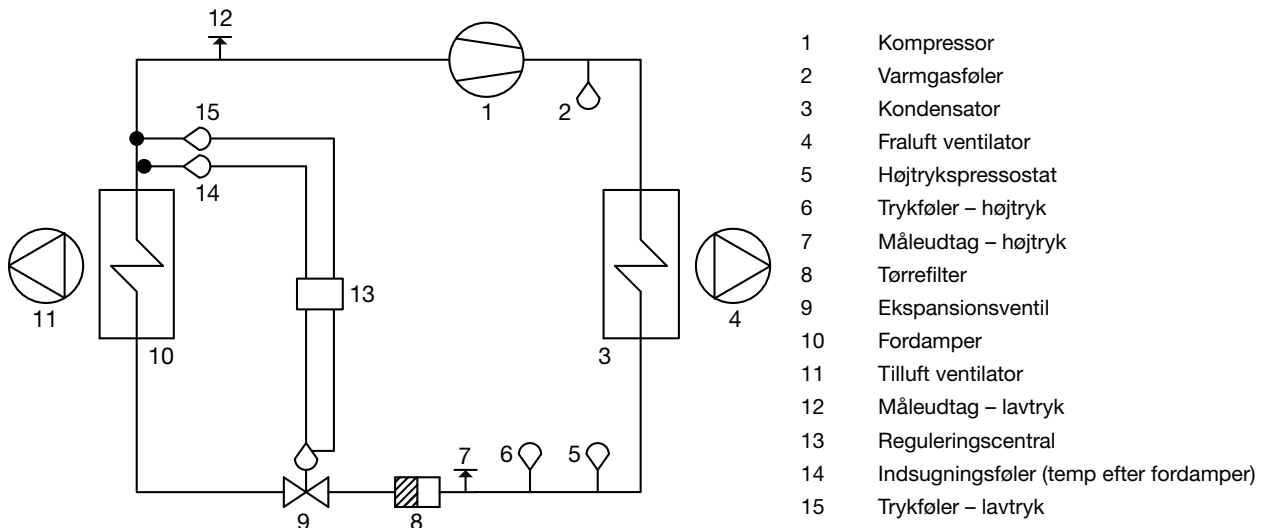 12
1
2
15
14
13
11
10
3
4
9
8
7
6
5
1 Kompressor
2 Varmgasføler
3 Kondensator
4 Fraluft ventilator
5 Højtrykspressostat
6 Trykføler – højtryk
7 Måleudtag – højtryk
8 Tørrefilter
9 Ekspansionsventil
10 Fordamper
11 Tilluft ventilator
12 Måleudtag – lavtryk
13 Reguleringscentral
14 Indsugningsføler (temp efter fordamper)
15 Trykføler – lavtryk